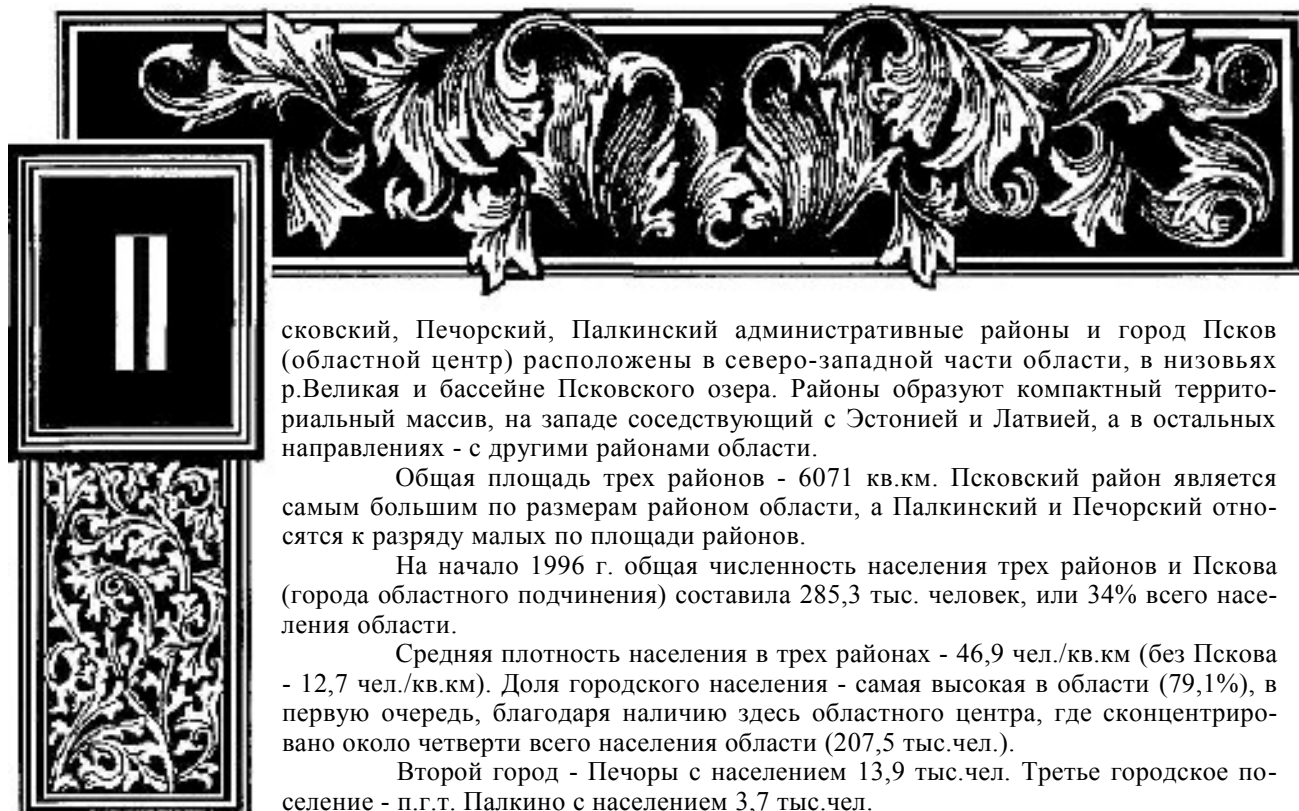 П
сковский, Печорский, Палкинский административные районы и город Псков
(областной центр) расположены в северо-западной части области, в низовьях
р.Великая и бассейне Псковского озера. Районы образуют компактный террито-
риальный массив, на западе соседствующий с Эстонией и Латвией, а в остальных
направлениях - с другими районами области.
Общая площадь трех районов - 6071 кв.км. Псковский район является
самым большим по размерам районом области, а Палкинский и Печорский отно-
сятся к разряду малых по площади районов.
На начало 1996 г. общая численность населения трех районов и Пскова
(города областного подчинения) составила 285,3 тыс. человек, или 34% всего насе-
ления области.
Средняя плотность населения в трех районах - 46,9 чел./кв.км (без Пскова
- 12,7 чел./кв.км). Доля городского населения - самая высокая в области (79,1%), в
первую очередь, благодаря наличию здесь областного центра, где сконцентриро-
вано около четверти всего населения области (207,5 тыс.чел.).
Второй город - Печоры с населением 13,9 тыс.чел. Третье городское по-
селение - п.г.т. Палкино с населением 3,7 тыс.чел.